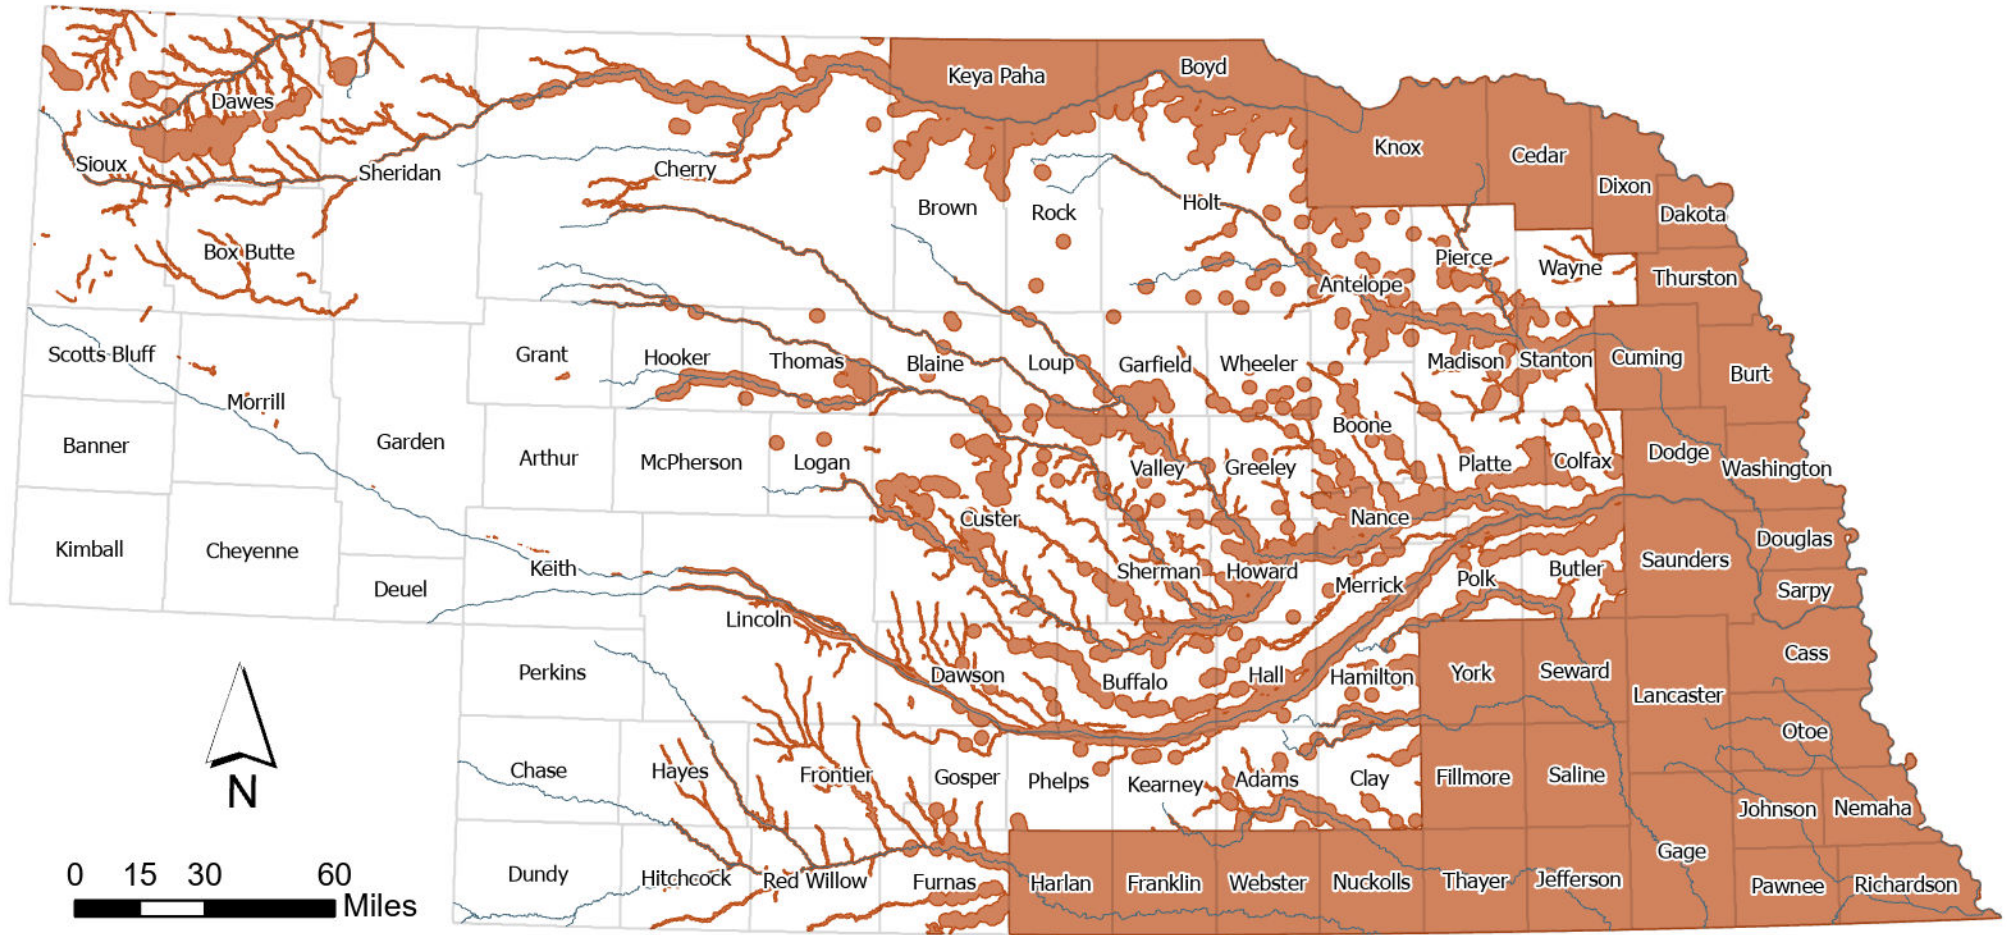 Keya Paha
Boyd
Dawes
Knox
Cedar
Sioux
Sheridan
Cherry
Dixon
Brown
Rock
Holt
Dakota
Box Butte
Pierce
Wayne
Antelope
Thurston
Scotts Bluff
Grant
Hooker
Thomas
Blaine
Loup
Garfield
Wheeler
Madison
Stanton
Cuming
Burt
Morrill
Banner
Garden
Arthur
McPherson
Logan
Valley
Greeley
Boone
Platte
Colfax
Dodge
Washington
Custer
Nance
Kimball
Cheyenne
Keith
Deuel
Sherman
Howard
Merrick
Polk
Butler
Saunders
Douglas
Sarpy
Lincoln
Perkins
Dawson
Buffalo
Hall
Hamilton
York
Seward
Lancaster
Cass
Otoe
Chase
Hayes
Frontier
Gosper
Phelps
Kearney
Adams
Clay
Fillmore
Saline
Johnson
Nemaha
Gage
Dundy
Hitchcock
Red Willow
Furnas
Harlan
Franklin
Webster
Nuckolls
Thayer
Jefferson
Pawnee
Richardson
N
0 15 30 60
Miles